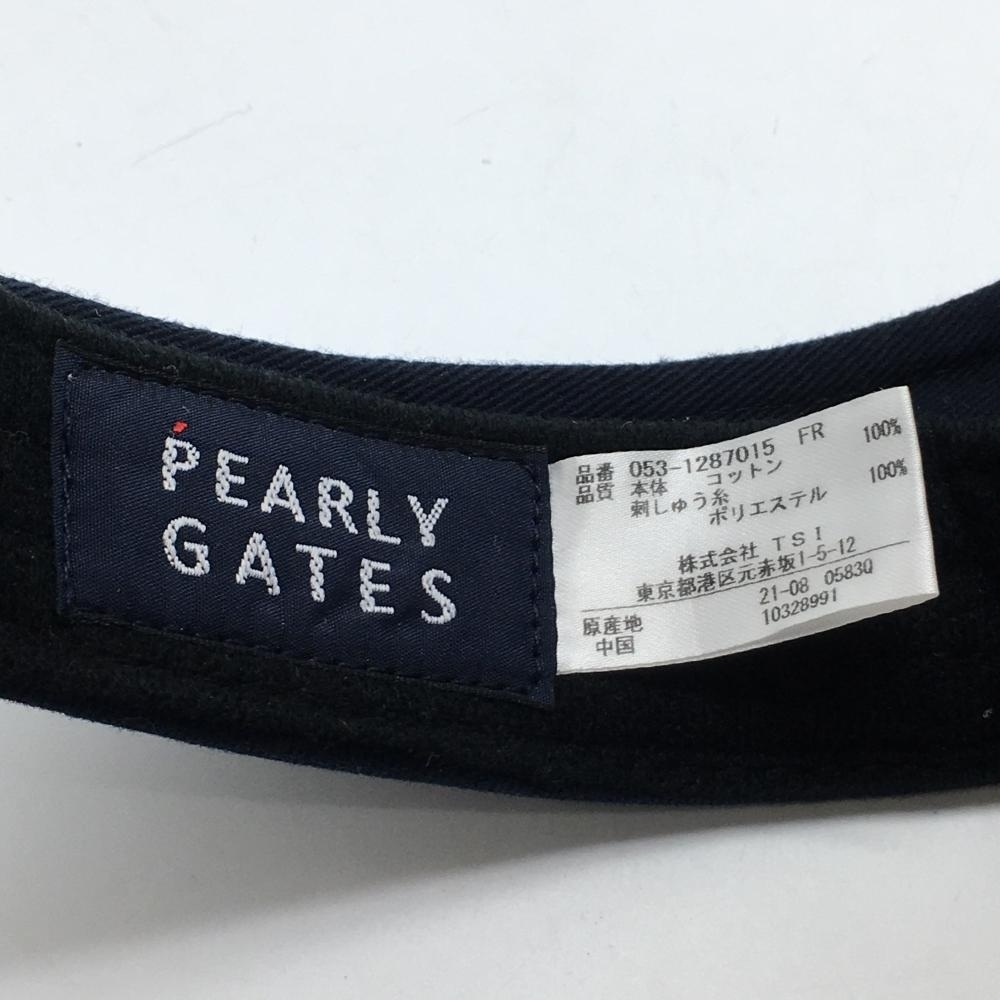 PEARLY
GATES
品番 053-1287015 FR
品質 本体 コットン 100%
刺しゅう糸
ポリエステル 100%
株式会社 TSI
東京都港区元赤坂1-5-12
原産地 21-08 0583Q
中国 10328991